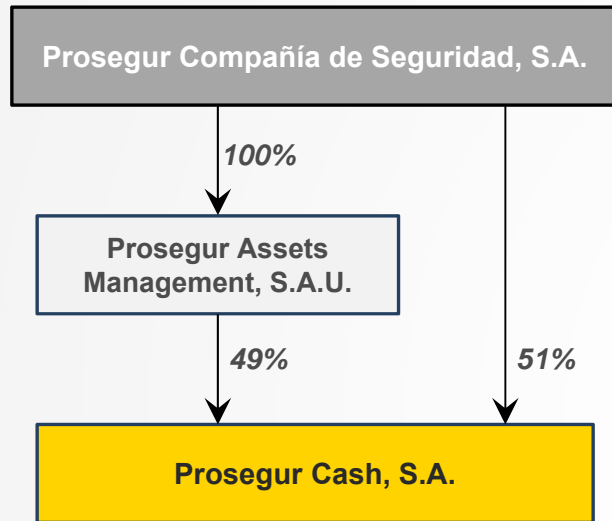 Prosegur Compañía de Seguridad, S.A.
100%
Prosegur Assets
Management, S.A.U.
49%
51%
Prosegur Cash, S.A.